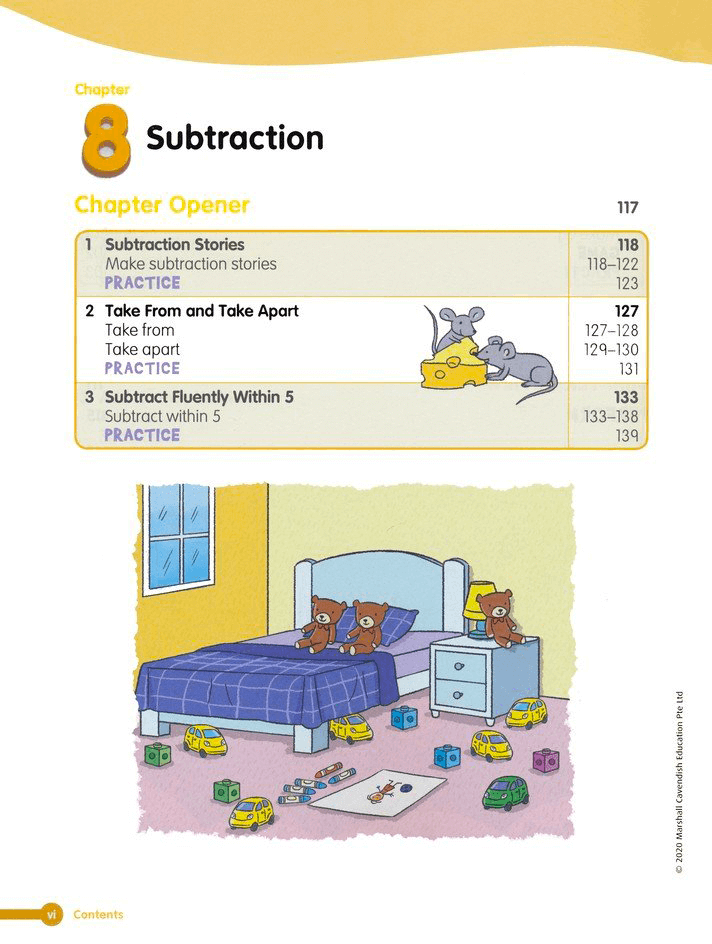 Chapter
8 Subtraction
Chapter Opener 117
1 Subtraction Stories 118
Make subtraction stories 118–122
PRACTICE 123
2 Take From and Take Apart 127
Take from 127–128
Take apart 129–130
PRACTICE 131
3 Subtract Fluently Within 5 133
Subtract within 5 133–138
PRACTICE 139
© 2020 Marshall Cavendish Education Pte Ltd
vi Contents